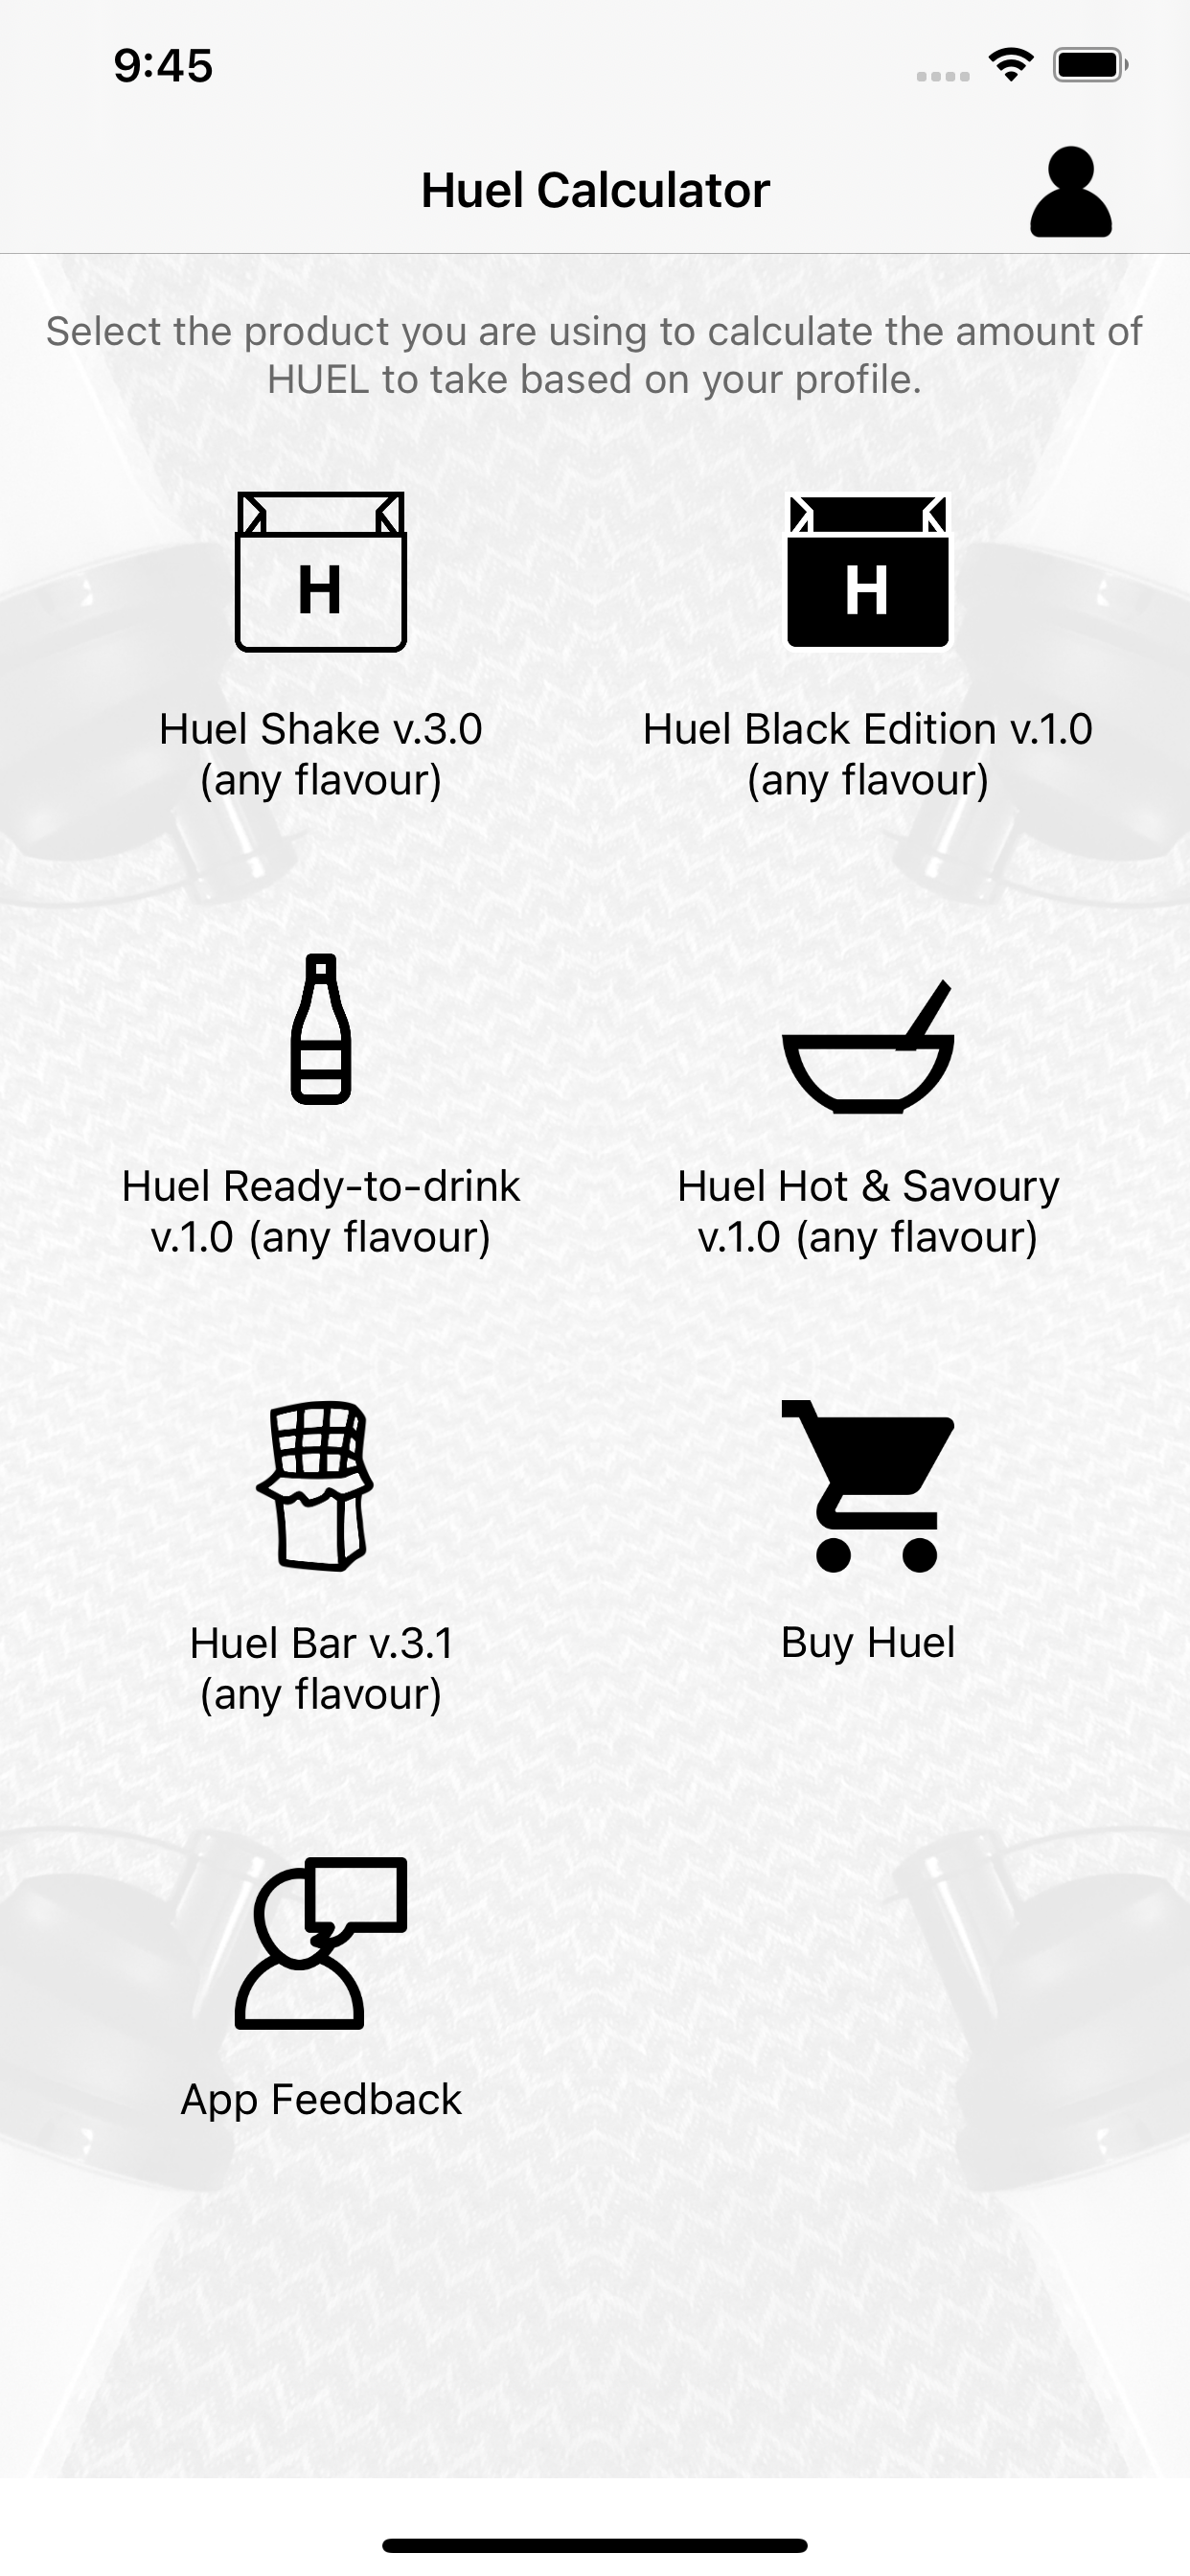 9:45
Huel Calculator
Select the product you are using to calculate the amount of
HUEL to take based on your profile.
H
H
Huel Shake v.3.0
(any flavour)
Huel Black Edition v.1.0
(any flavour)
Huel Ready-to-drink
v.1.0 (any flavour)
Huel Hot & Savoury
v.1.0 (any flavour)
Huel Bar v.3.1
(any flavour)
Buy Huel
App Feedback